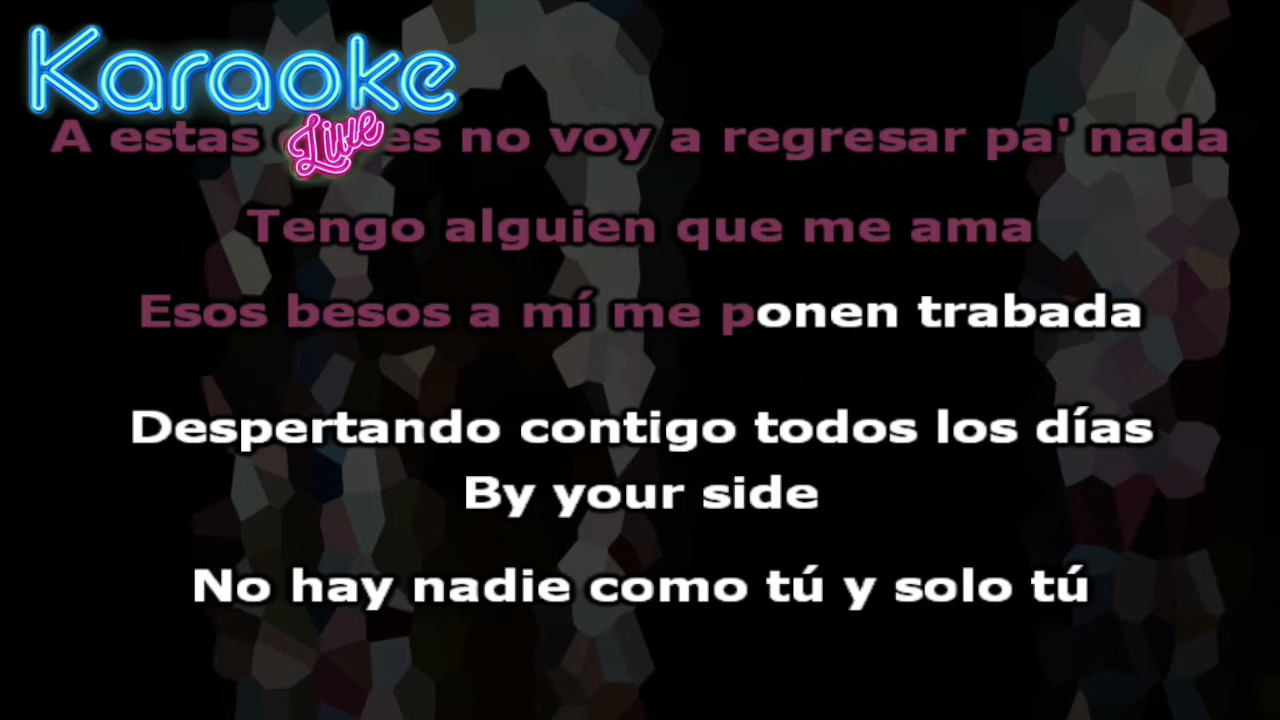 Karaoke
Live
A estas es no voy a regresar pa' nada
Tengo alguien que me ama
Esos besos a mí me ponen trabada
Despertando contigo todos los días
By your side
No hay nadie como tú y solo tú